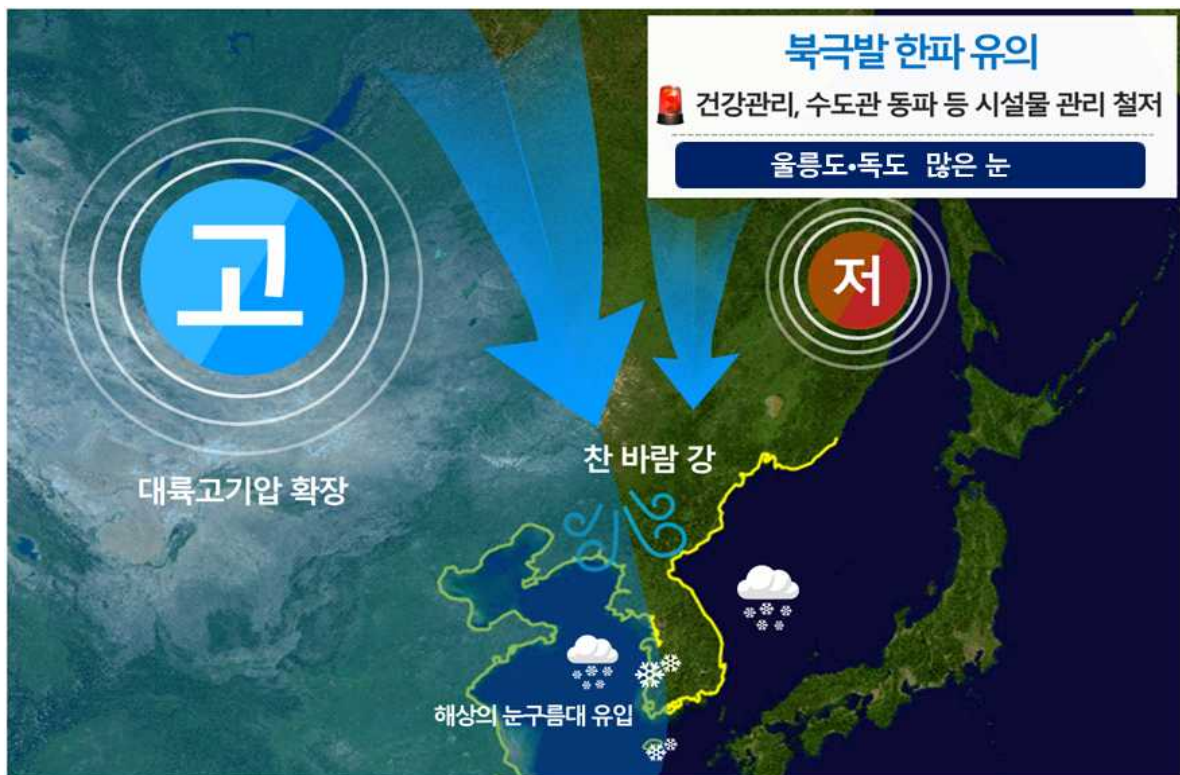 북극발 한파 유의
건강관리, 수도관 동파 등 시설물 관리 철저
울릉도•독도 많은 눈
고
저
찬 바람 강
대륙고기압 확장
해상의 눈구름대 유입